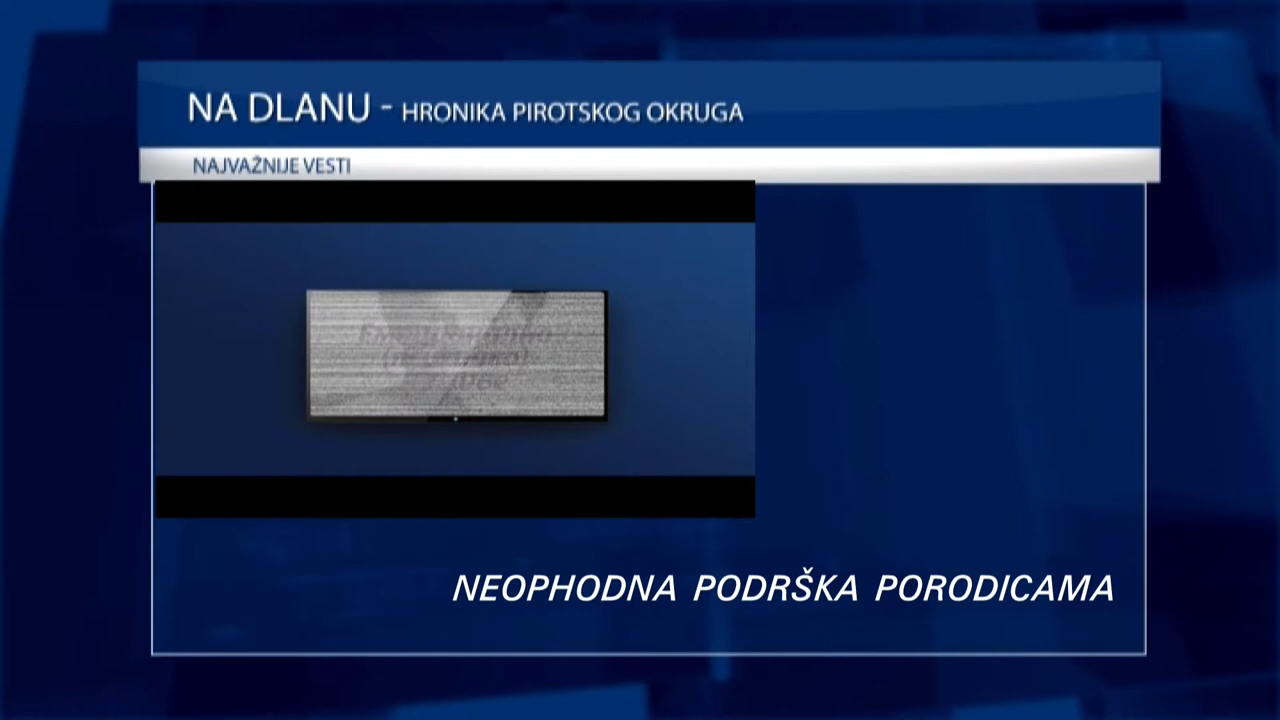 NA DLANU - HRONIKA PIROTSKOG OKRUGA
NAJVAŽNIJE VESTI
NEOPHODNA PODRŠKA PORODICAMA